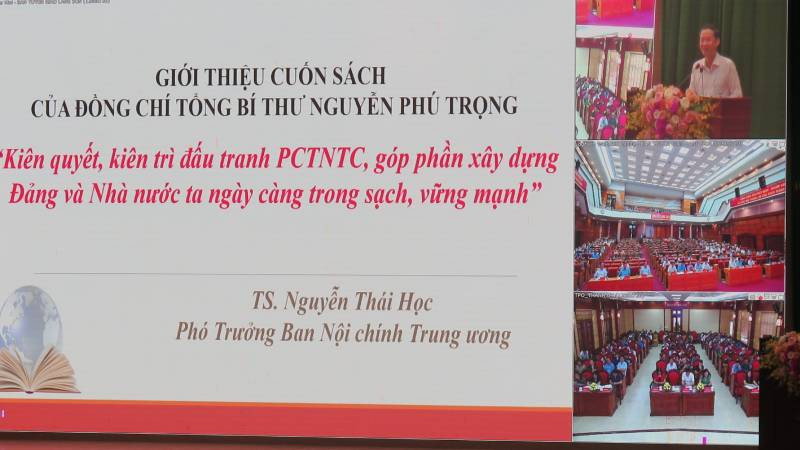 GIỚI THIỆU CUỐN SÁCH
CỦA ĐỒNG CHÍ TỔNG BÍ THƯ NGUYỄN PHÚ TRỌNG
“Kiên quyết, kiên trì đấu tranh PCTNTC, góp phần xây dựng
Đảng và Nhà nước ta ngày càng trong sạch, vững mạnh”
TS. Nguyễn Thái Học
Phó Trưởng Ban Nội chính Trung ương